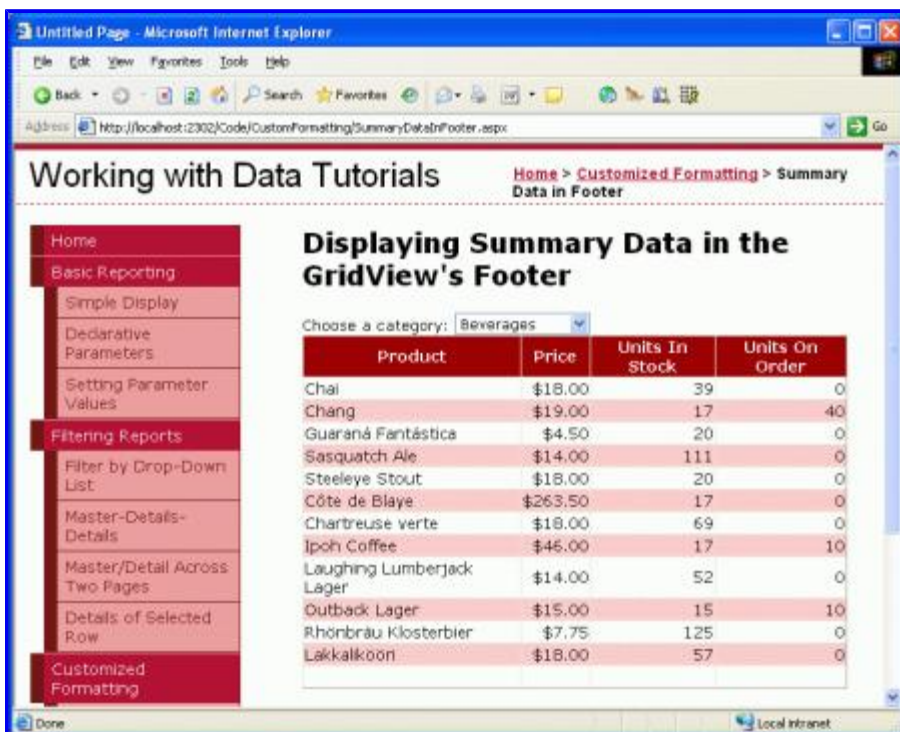 Untitled Page - Microsoft Internet Explorer
File Edit View Favorites Tools Help
Back Search Favorites
Address http://localhost:2302/Code/CustomFormatting/SummaryDataInFooter.aspx Go
Working with Data Tutorials
Home > Customized Formatting > Summary
Data in Footer
Home
Basic Reporting
Simple Display
Declarative
Parameters
Setting Parameter
Values
Filtering Reports
Filter by Drop-Down
List
Master-Details-
Details
Master/Detail Across
Two Pages
Details of Selected
Row
Customized
Formatting
Displaying Summary Data in the
GridView's Footer
Choose a category: Beverages
Product Price Units In Stock Units On Order
Chai $18.00 39 0
Chang $19.00 17 40
Guaraná Fantástica $4.50 20 0
Sasquatch Ale $14.00 111 0
Steeleye Stout $18.00 20 0
Côte de Blaye $263.50 17 0
Chartreuse verte $18.00 69 0
Ipoh Coffee $46.00 17 10
Laughing Lumberjack Lager $14.00 52 0
Outback Lager $15.00 15 10
Rhönbräu Klosterbier $7.75 125 0
Lakkalikööri $18.00 57 0
Done Local intranet